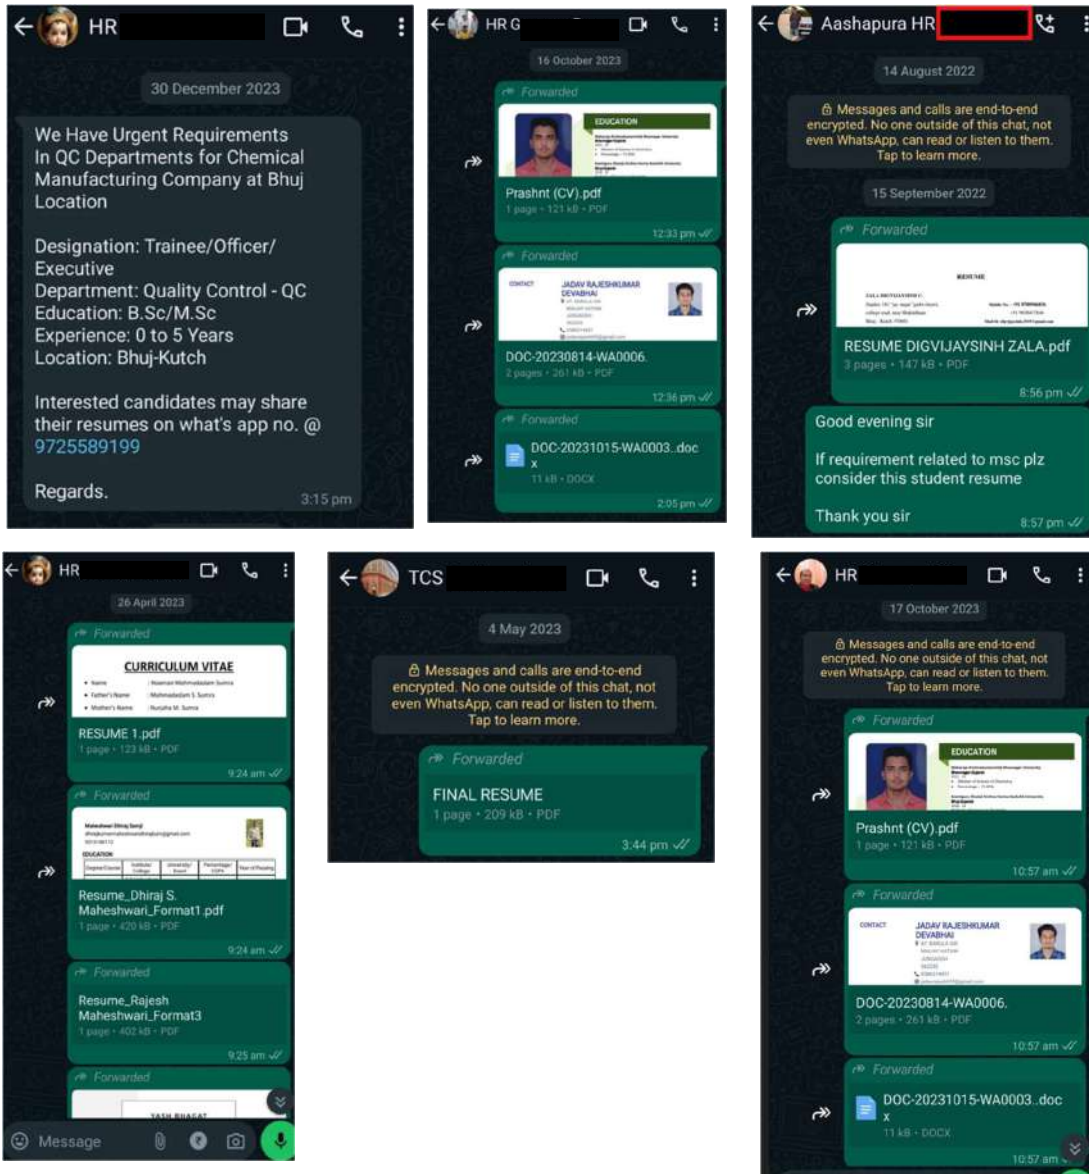 HR
30 December 2023
We Have Urgent Requirements
In QC Departments for Chemical
Manufacturing Company at Bhuj
Location
Designation: Trainee/Officer/
Executive
Department: Quality Control - QC
Education: B.Sc/M.Sc
Experience: 0 to 5 Years
Location: Bhuj-Kutch
Interested candidates may share
their resumes on what's app no. @
9725589199
Regards.
3:15 pm
HR G
16 October 2023
Forwarded
EDUCATION
Prashnt (CV).pdf
1 page • 121 kB • PDF
12:33 pm
Forwarded
CONTACT
JADAV RAJESHKUMAR
DEVABHAI
DOC-20230814-WA0006.
2 pages • 261 kB • PDF
12:36 pm
Forwarded
DOC-20231015-WA0003..doc
x
11 kB • DOCX
2:05 pm
Aashapura HR
14 August 2022
Messages and calls are end-to-end
encrypted. No one outside of this chat, not
even WhatsApp, can read or listen to them.
Tap to learn more.
15 September 2022
Forwarded
RESUME
RESUME DIGVIJAYSINH ZALA.pdf
3 pages • 147 kB • PDF
8:56 pm
Good evening sir
If requirement related to msc plz
consider this student resume
Thank you sir
8:57 pm
HR
26 April 2023
Forwarded
CURRICULUM VITAE
Name
Father's Name
Mother's Name
RESUME 1.pdf
1 page • 123 kB • PDF
9:24 am
Forwarded
EDUCATION
Resume_Dhiraj S.
Maheshwari_Format1.pdf
1 page • 420 kB • PDF
9:24 am
Forwarded
Resume_Rajesh
Maheshwari_Format3
1 page • 402 kB • PDF
9:25 am
Forwarded
YASH BHAGAT
Message
TCS
4 May 2023
Messages and calls are end-to-end
encrypted. No one outside of this chat, not
even WhatsApp, can read or listen to them.
Tap to learn more.
Forwarded
FINAL RESUME
1 page • 209 kB • PDF
3:44 pm
HR
17 October 2023
Messages and calls are end-to-end
encrypted. No one outside of this chat, not
even WhatsApp, can read or listen to them.
Tap to learn more.
Forwarded
EDUCATION
Prashnt (CV).pdf
1 page • 121 kB • PDF
10:57 am
Forwarded
CONTACT
JADAV RAJESHKUMAR
DEVABHAI
DOC-20230814-WA0006.
2 pages • 261 kB • PDF
10:57 am
Forwarded
DOC-20231015-WA0003..doc
x
11 kB • DOCX
10:57 am